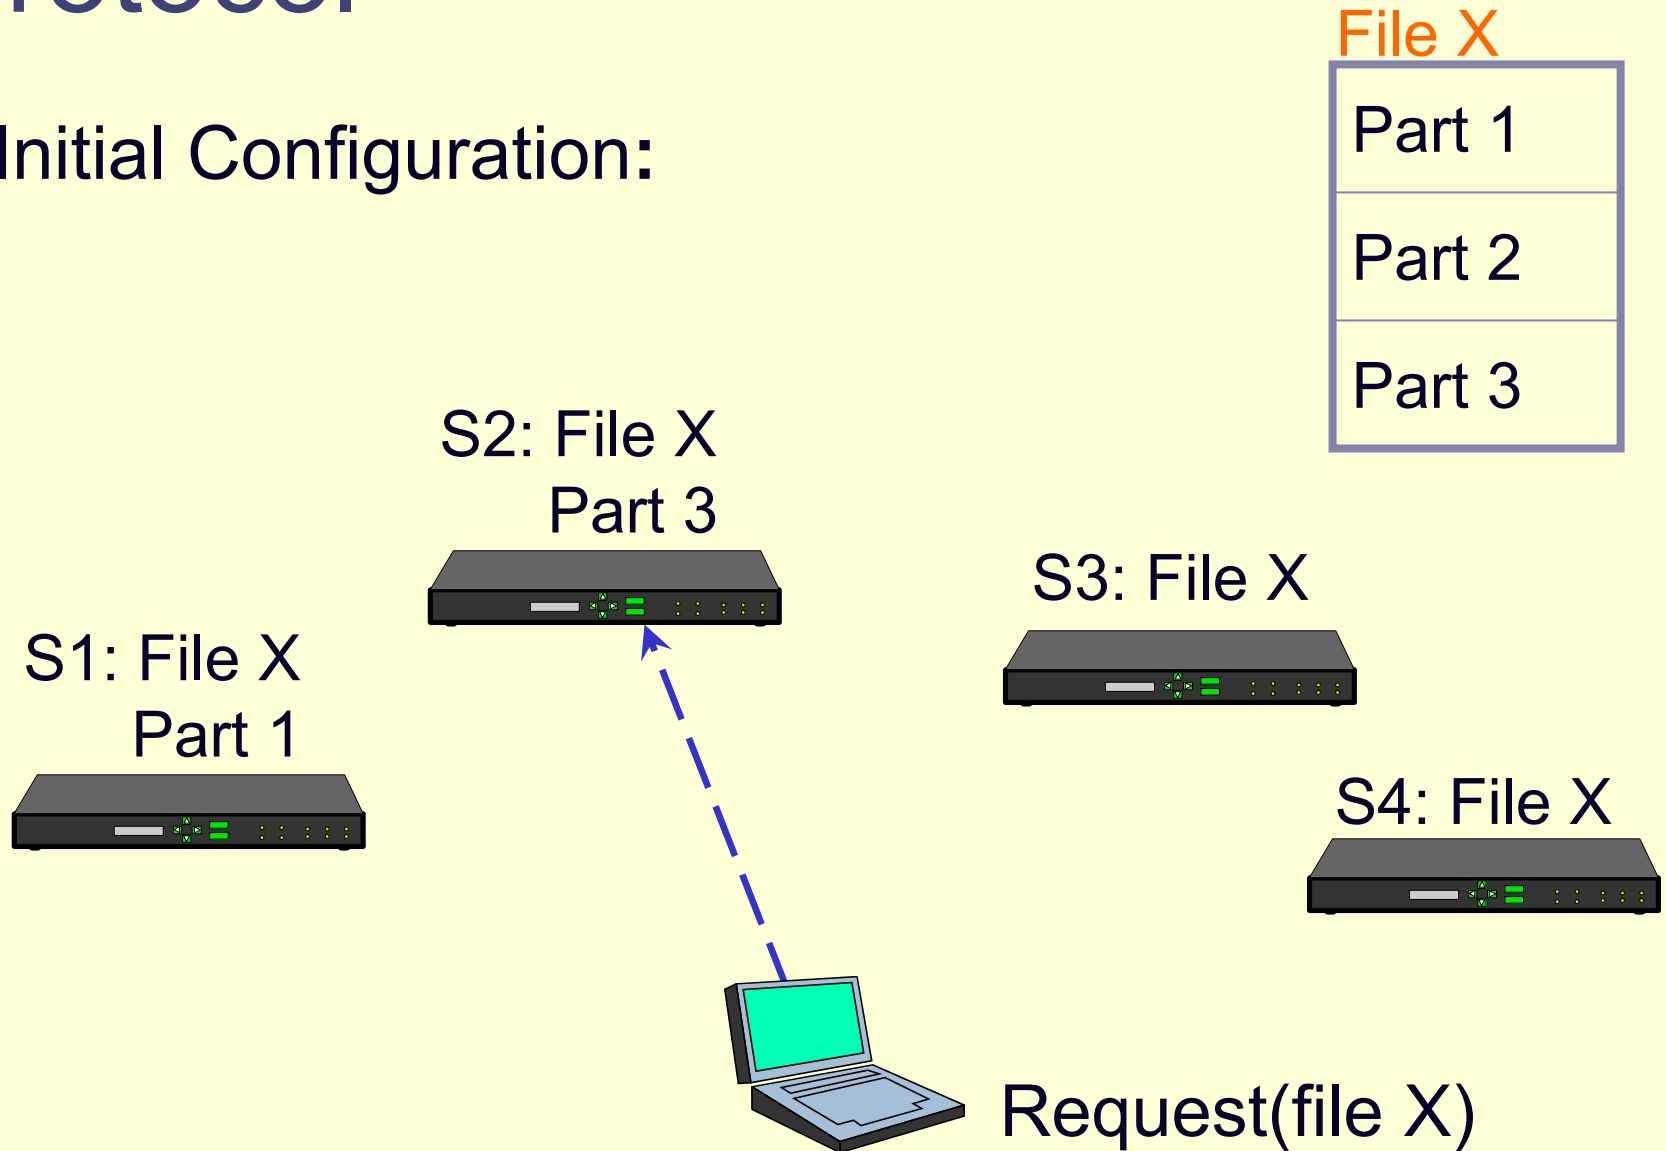 Initial Configuration:
File X
Part 1
Part 2
Part 3
S2: File X
Part 3
S3: File X
S1: File X
Part 1
S4: File X
Request(file X)